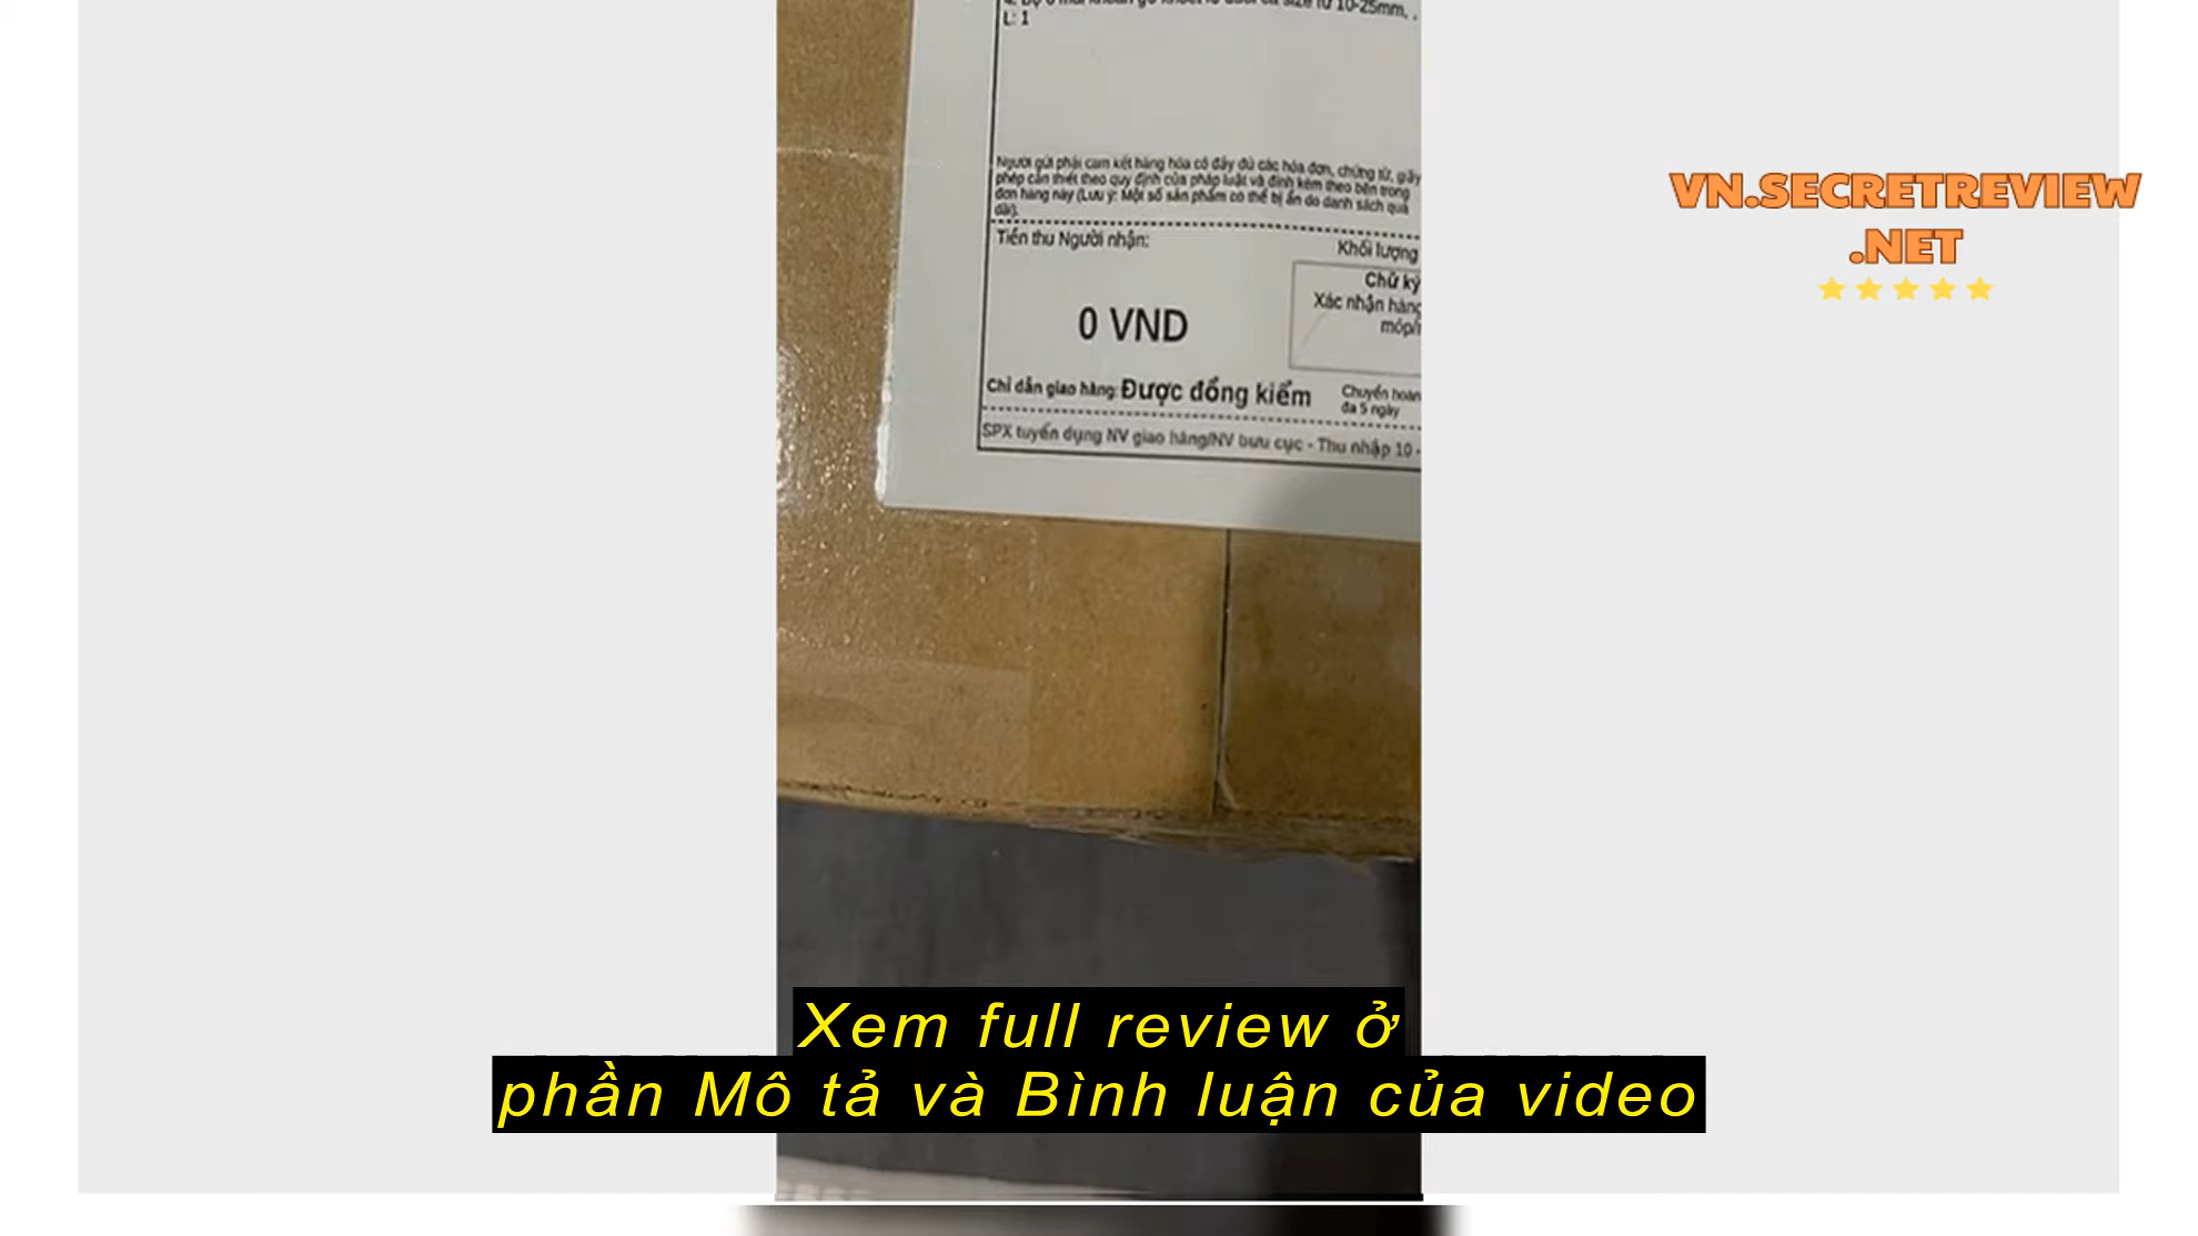 size từ 10-25mm,
L: 1
Người gửi phải cam kết hàng hóa có đầy đủ các hóa đơn, chứng từ, giấy
phép cần thiết theo quy định của pháp luật và đính kèm theo bên trong
đơn hàng này (Lưu ý: Một số sản phẩm có thể bị ẩn do danh sách quá
dài).
Tiền thu Người nhận:
Khối lượng
0 VND
Chữ ký
Xác nhận hàng
móp/
Chỉ dẫn giao hàng: Được đồng kiểm
Chuyển hoàn
đa 5 ngày
SPX tuyển dụng NV giao hàng/NV bưu cục - Thu nhập 10 -
VN.SECRETREVIEW
.NET
Xem full review ở
phần Mô tả và Bình luận của video